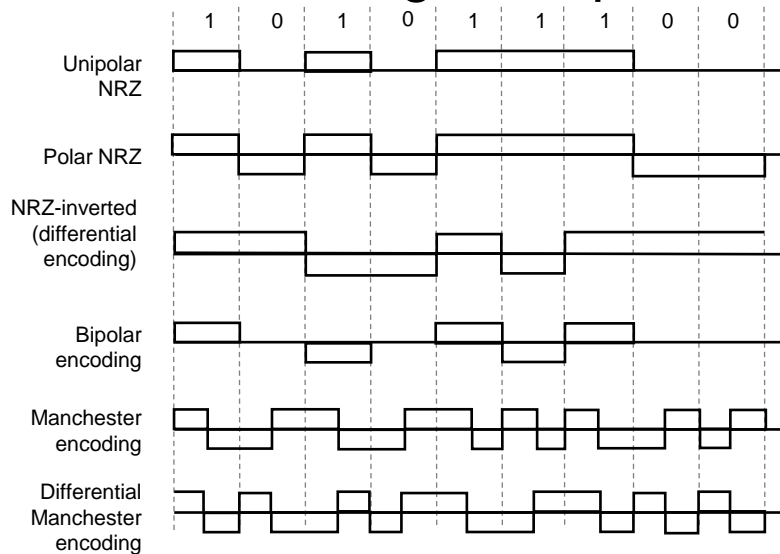 1 0 1 0 1 1 1 0 0
Unipolar
NRZ
Polar NRZ
NRZ-inverted
(differential
encoding)
Bipolar
encoding
Manchester
encoding
Differential
Manchester
encoding